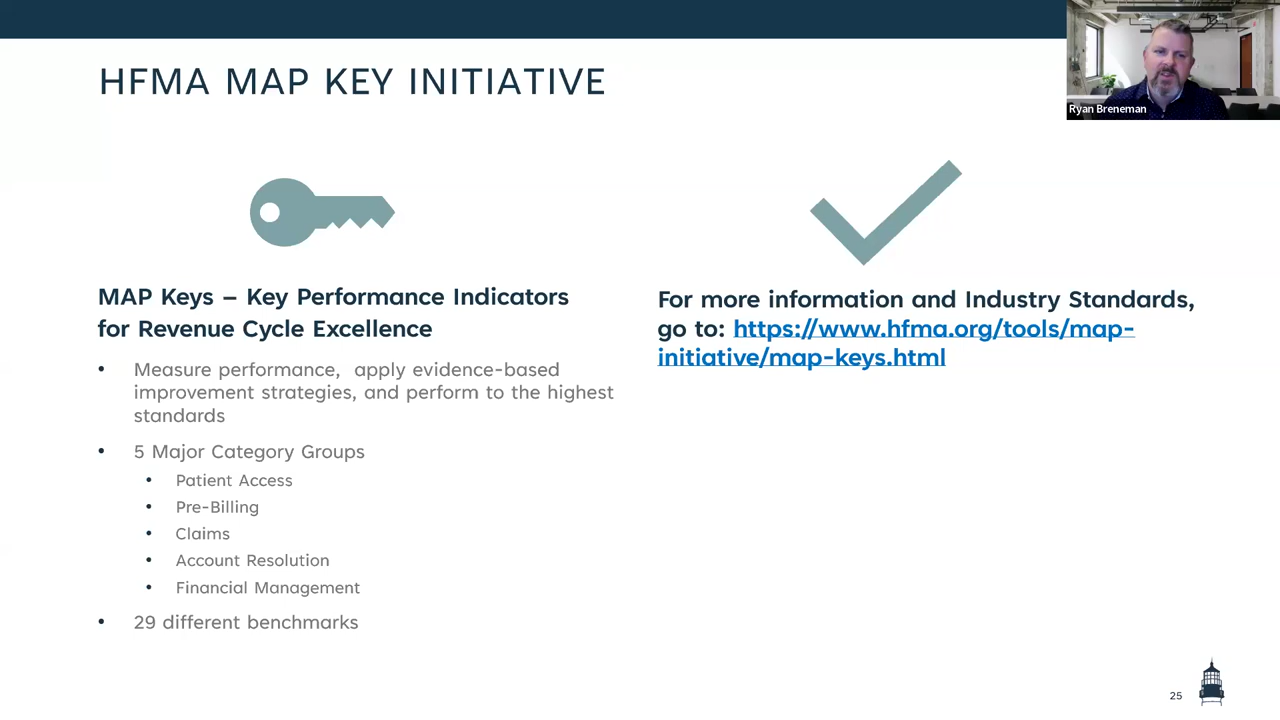 HFMA MAP KEY INITIATIVE
Ryan Breneman
MAP Keys – Key Performance Indicators
for Revenue Cycle Excellence
• Measure performance,  apply evidence-based
improvement strategies, and perform to the highest
standards
• 5 Major Category Groups
• Patient Access
• Pre-Billing
• Claims
• Account Resolution
• Financial Management
• 29 different benchmarks
For more information and Industry Standards,
go to: https://www.hfma.org/tools/map-
initiative/map-keys.html
25